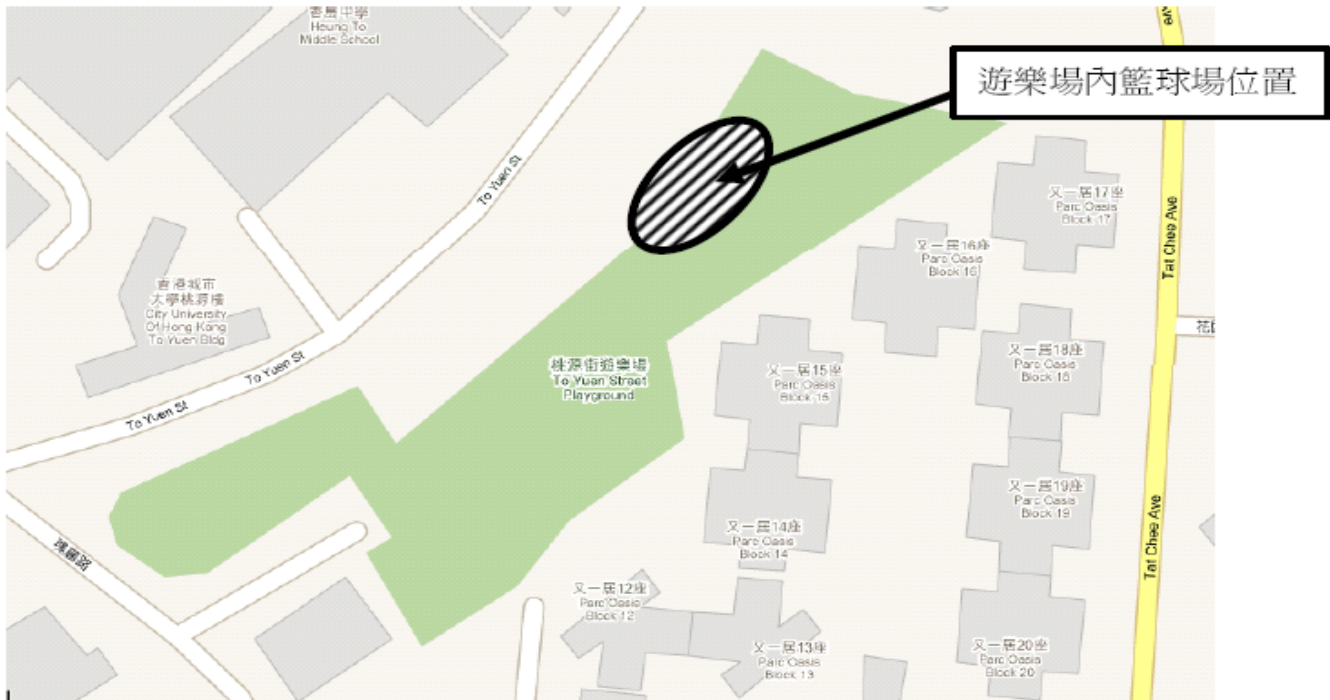 香島中學
Heung To
Middle School
遊樂場內籃球場位置
To Yuen St
又一居17座
Parc Oasis
Block 17
Tat Chee Ave
又一居16座
Parc Oasis
Block 16
香港城市
大學桃源樓
City University
Of Hong Kong
To Yuen Bldg
又一居18座
Parc Oasis
Block 18
To Yuen St
桃源街遊樂場
To Yuen Street
Playground
又一居15座
Parc Oasis
Block 15
To Yuen St
又一居19座
Parc Oasis
Block 19
又一居14座
Parc Oasis
Block 14
Tat Chee Ave
又一居12座
Parc Oasis
Block 12
又一居13座
Parc Oasis
Block 13
又一居20座
Parc Oasis
Block 20